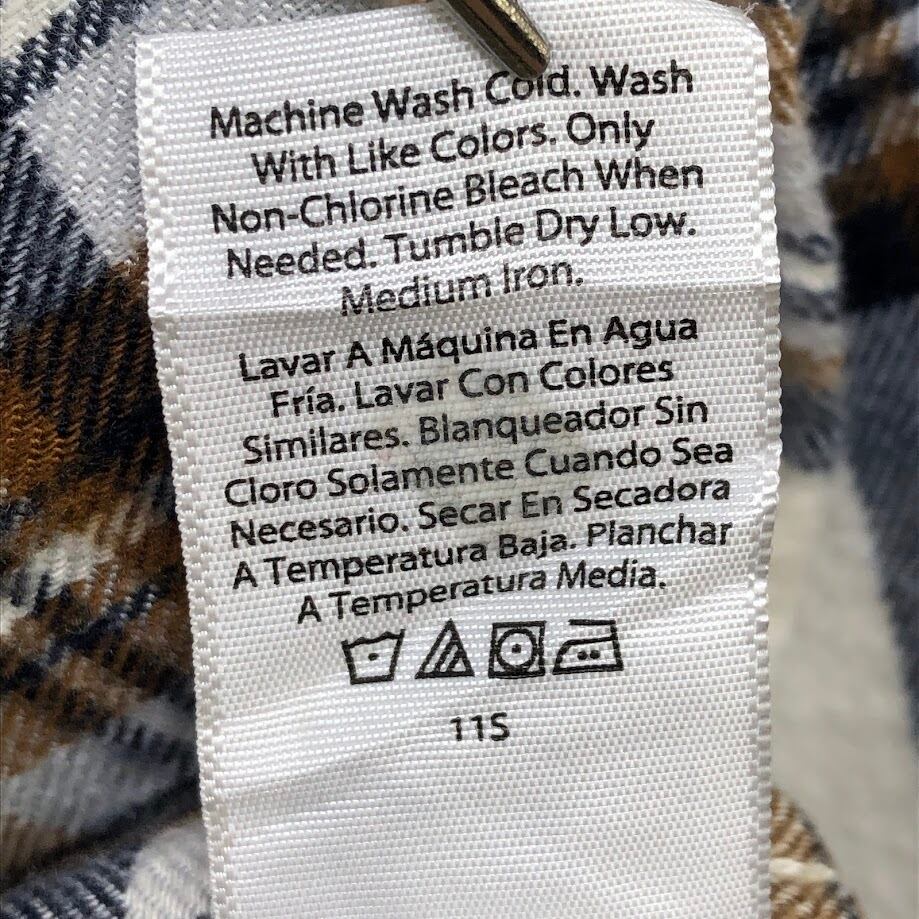 Machine Wash Cold. Wash
With Like Colors. Only
Non-Chlorine Bleach When
Needed. Tumble Dry Low.
Medium Iron.
Lavar A Máquina En Agua
Fría. Lavar Con Colores
Similares. Blanqueador Sin
Cloro Solamente Cuando Sea
Necesario. Secar En Secadora
A Temperatura Baja. Planchar
A Temperatura Media.
11S